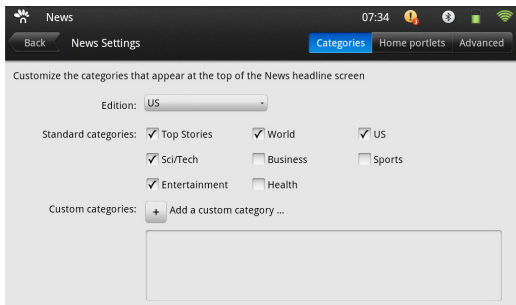 News 07:34
Back News Settings Categories Home portlets Advanced
Customize the categories that appear at the top of the News headline screen
Edition: US
Standard categories: Top Stories World US
Sci/Tech Business Sports
Entertainment Health
Custom categories: + Add a custom category ...